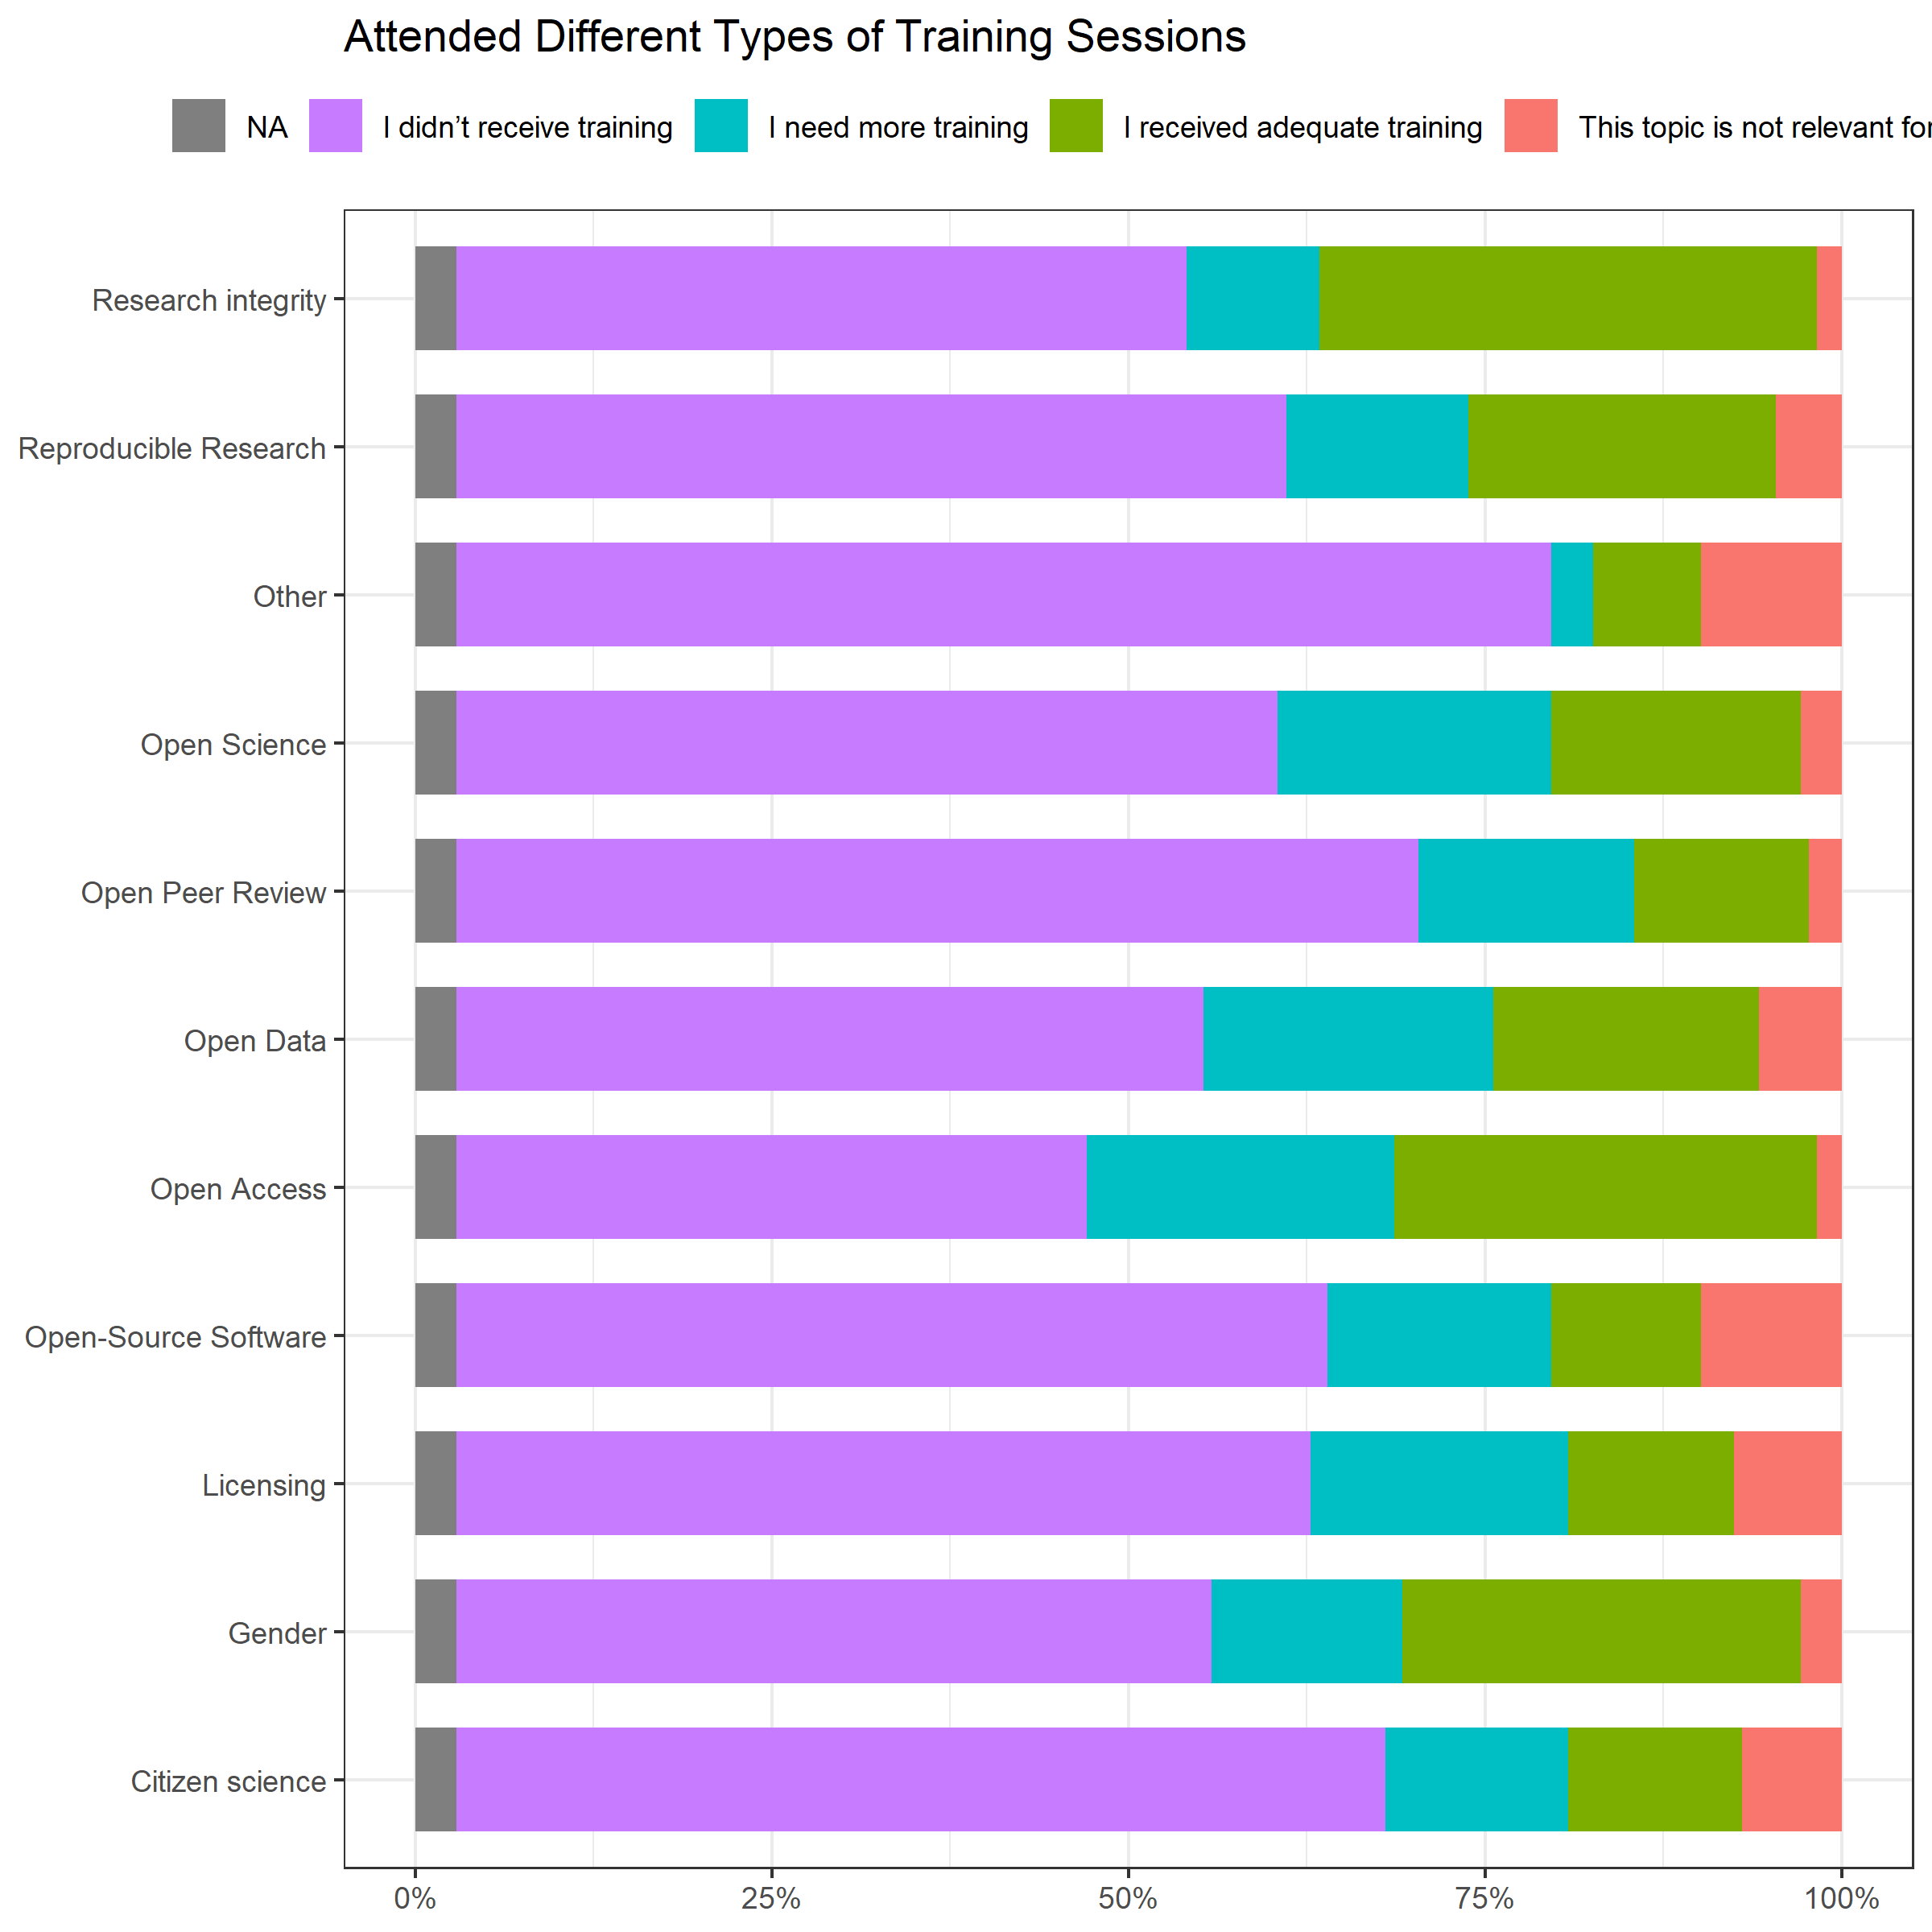 Attended Different Types of Training Sessions
NA I didn’t receive training I need more training I received adequate training This topic is not relevant for
Research integrity
Reproducible Research
Other
Open Science
Open Peer Review
Open Data
Open Access
Open-Source Software
Licensing
Gender
Citizen science
0% 25% 50% 75% 100%